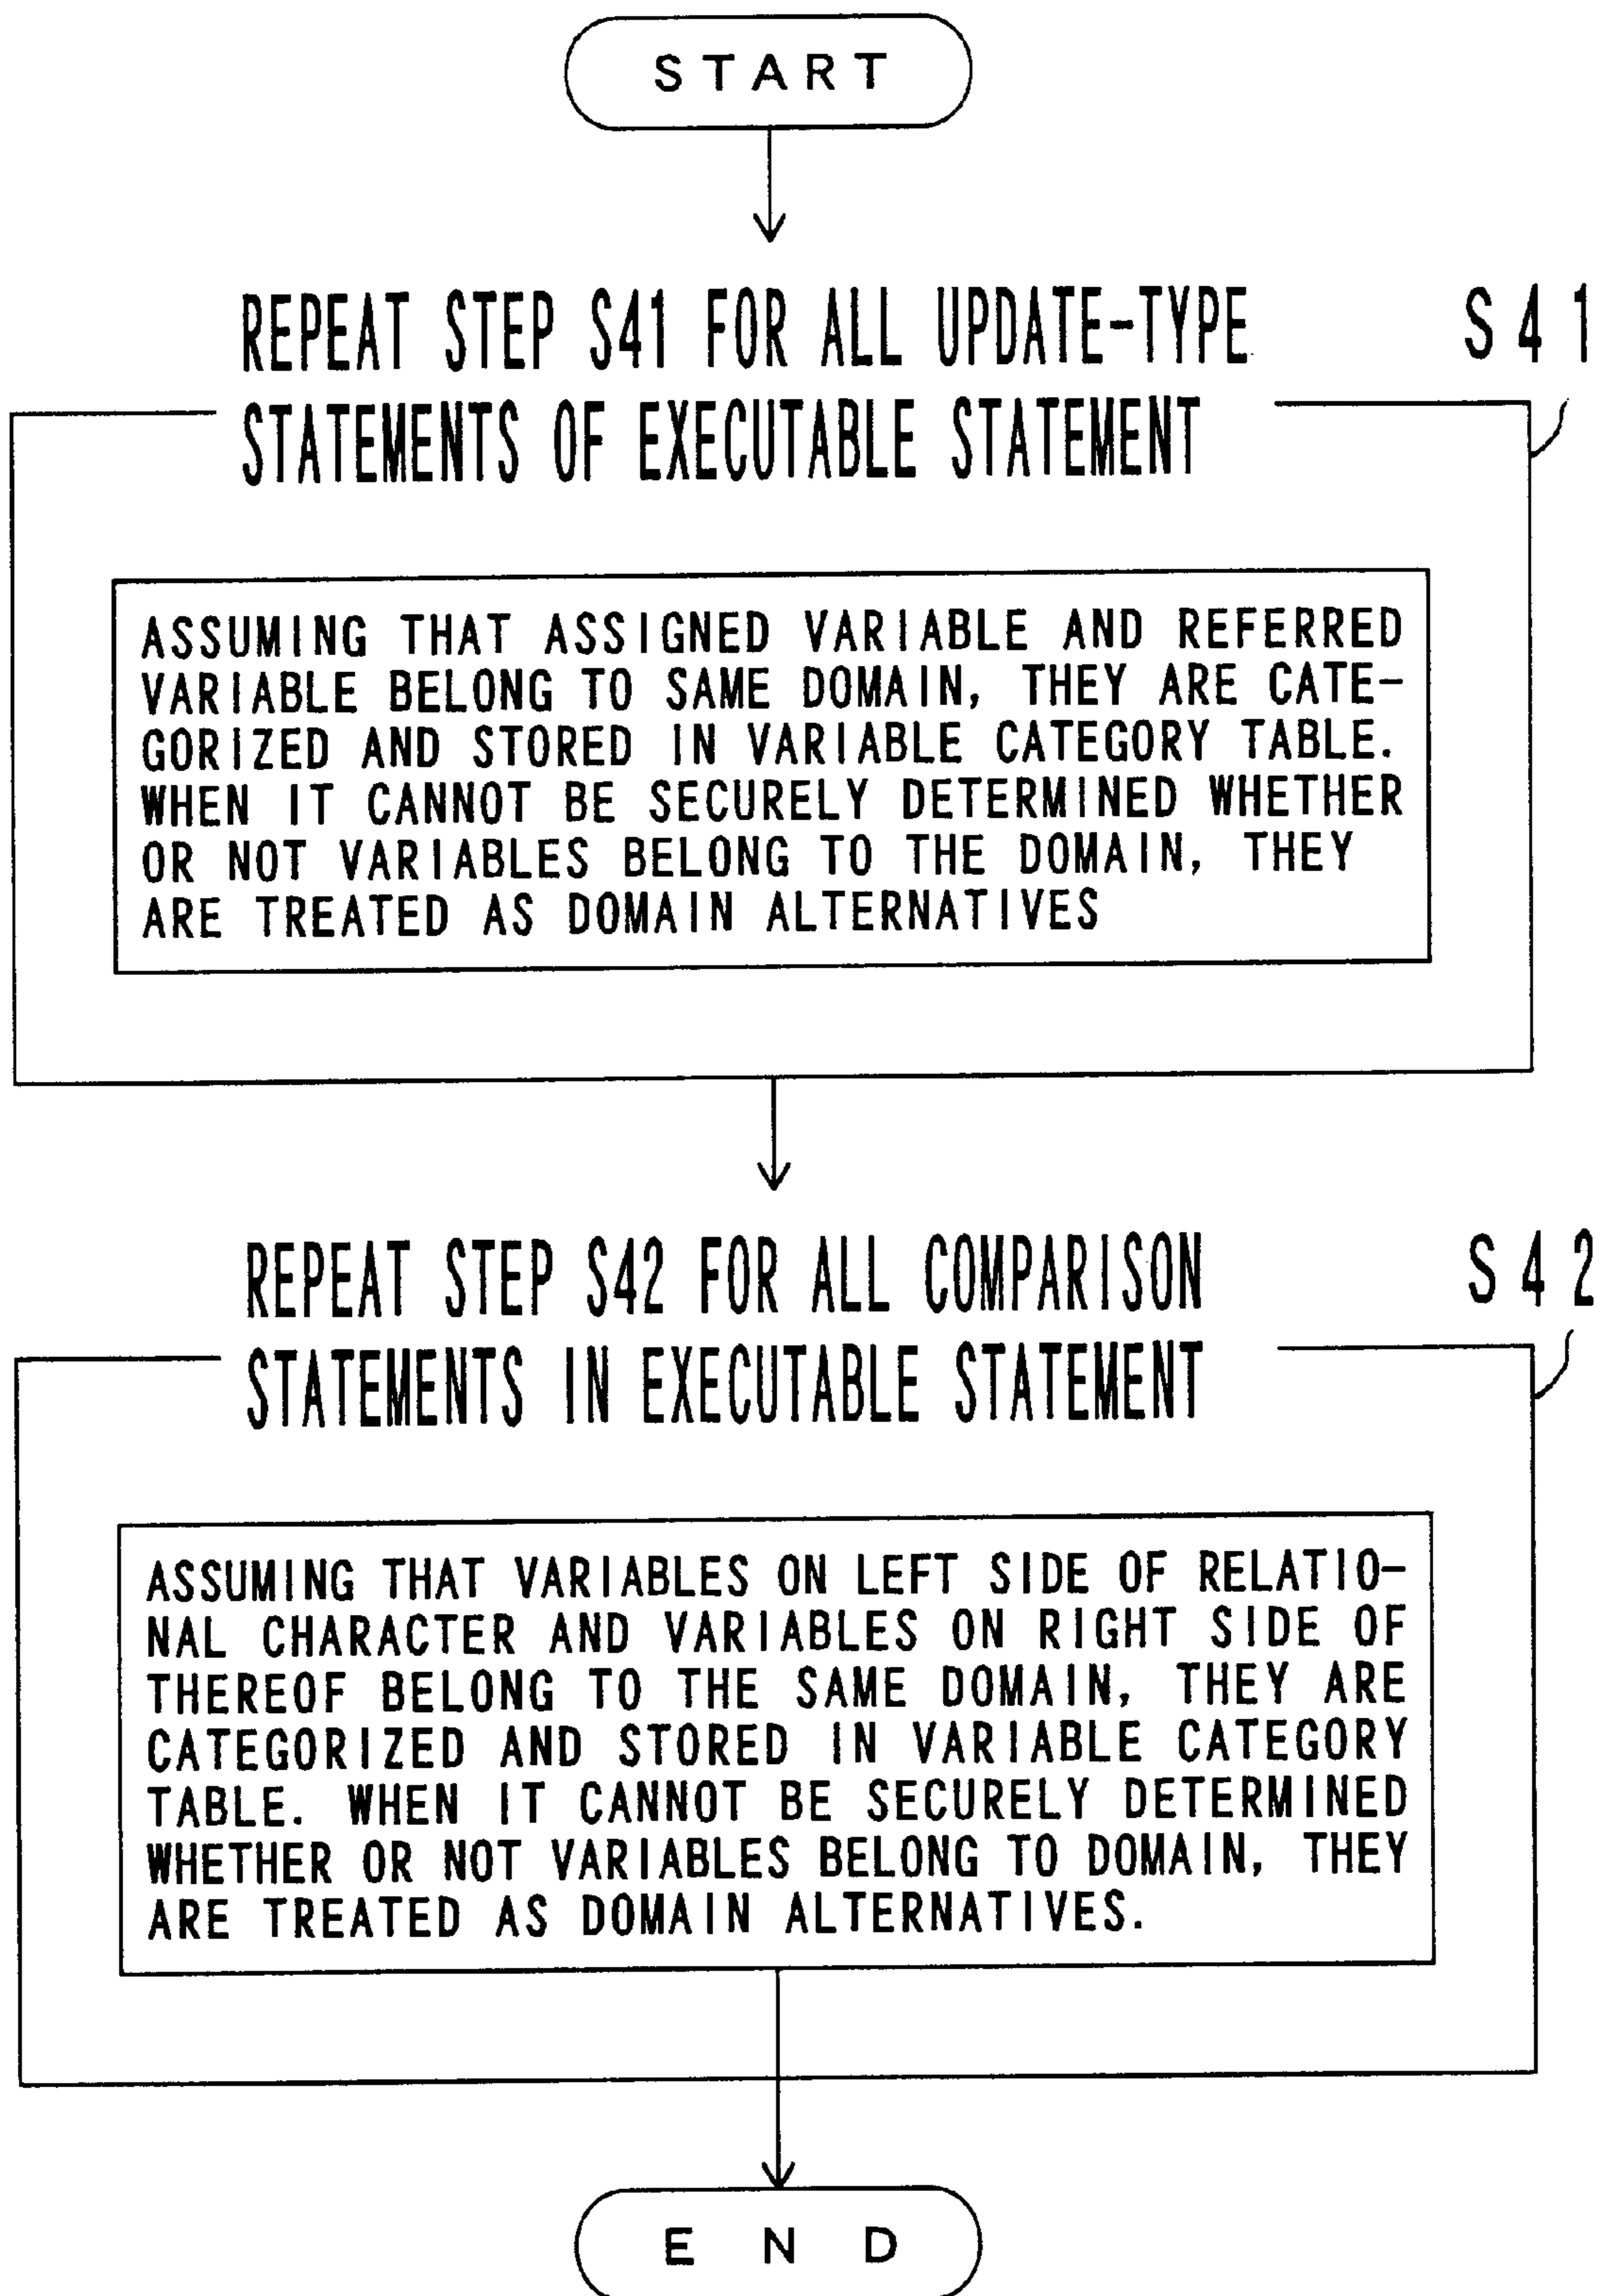 START
REPEAT STEP S41 FOR ALL UPDATE-TYPE
S41
STATEMENTS OF EXECUTABLE STATEMENT
ASSUMING THAT ASSIGNED VARIABLE AND REFERRED
VARIABLE BELONG TO SAME DOMAIN, THEY ARE CATE-
GORIZED AND STORED IN VARIABLE CATEGORY TABLE.
WHEN IT CANNOT BE SECURELY DETERMINED WHETHER
OR NOT VARIABLES BELONG TO THE DOMAIN, THEY
ARE TREATED AS DOMAIN ALTERNATIVES
REPEAT STEP S42 FOR ALL COMPARISON
S42
STATEMENTS IN EXECUTABLE STATEMENT
ASSUMING THAT VARIABLES ON LEFT SIDE OF RELATIO-
NAL CHARACTER AND VARIABLES ON RIGHT SIDE OF
THEREOF BELONG TO THE SAME DOMAIN, THEY ARE
CATEGORIZED AND STORED IN VARIABLE CATEGORY
TABLE. WHEN IT CANNOT BE SECURELY DETERMINED
WHETHER OR NOT VARIABLES BELONG TO DOMAIN, THEY
ARE TREATED AS DOMAIN ALTERNATIVES.
END